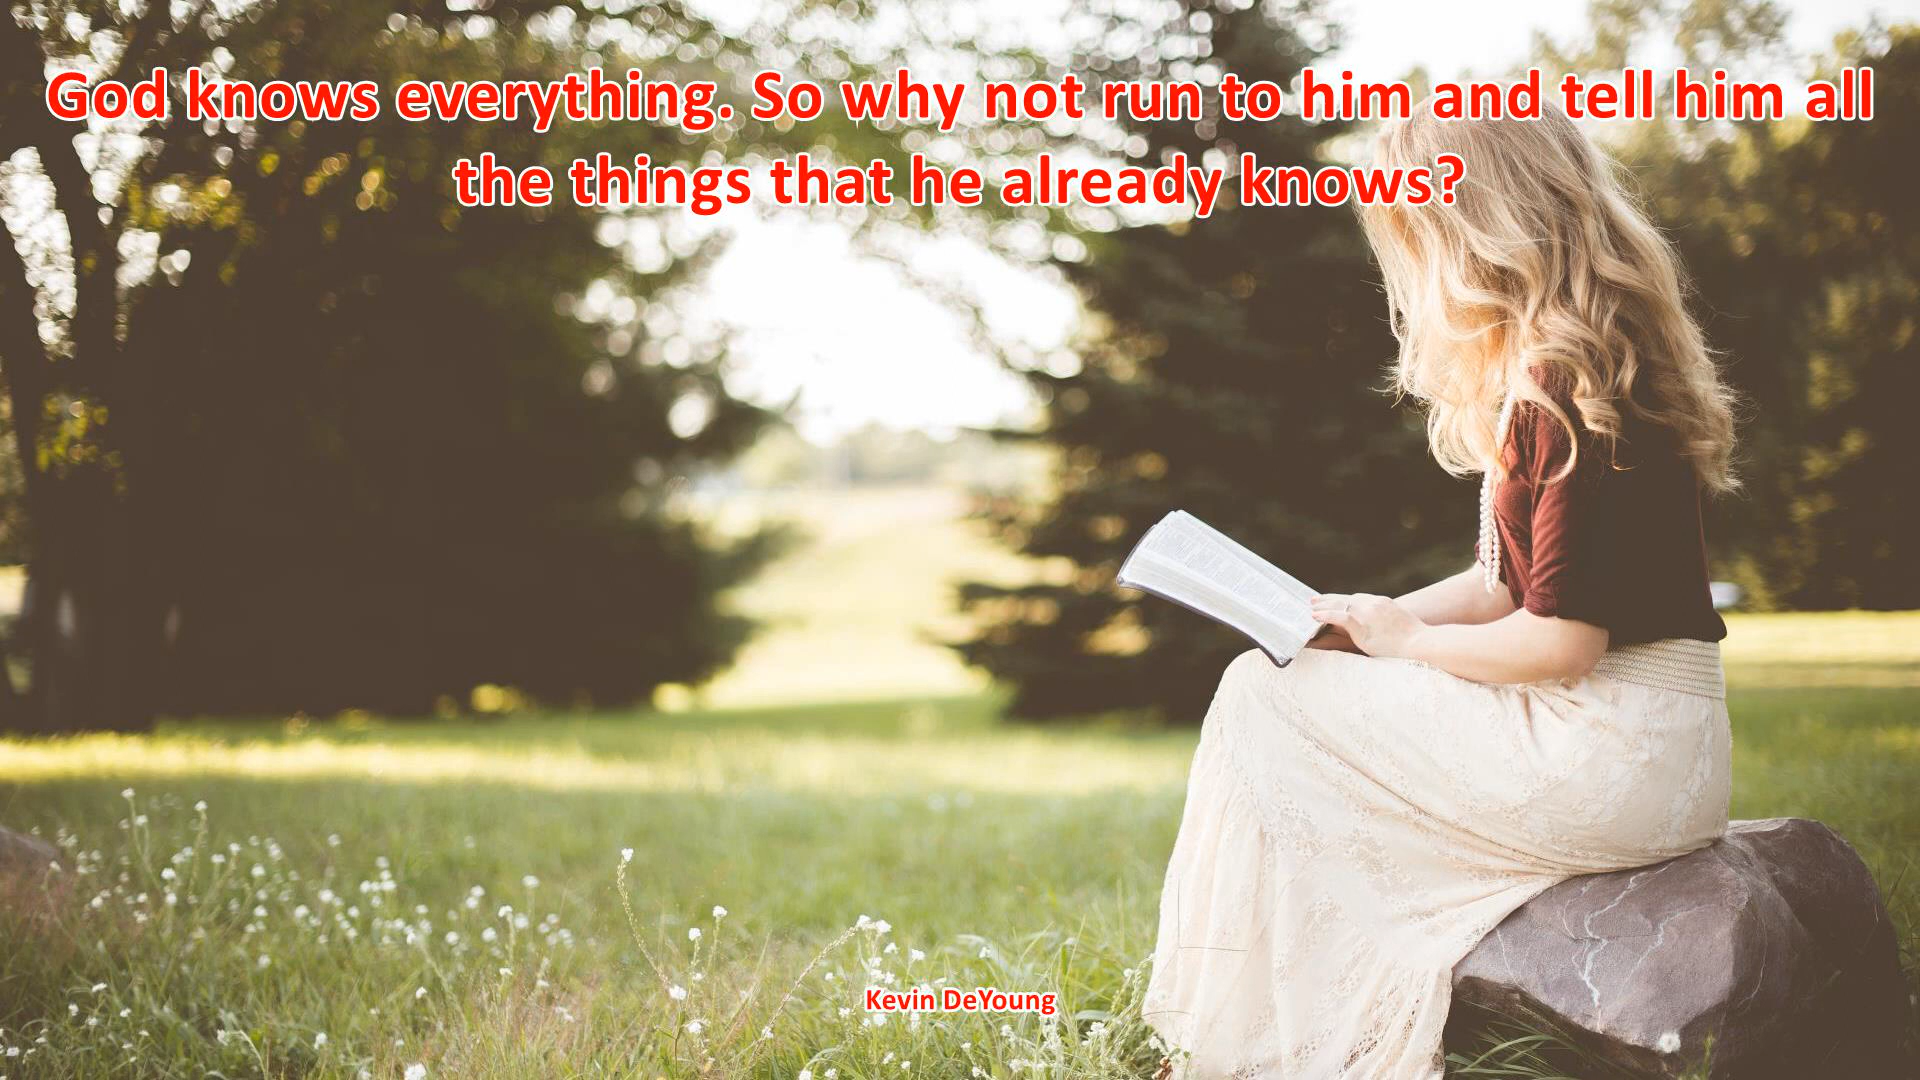 God knows everything. So why not run to him and tell him all
the things that he already knows?
Kevin DeYoung